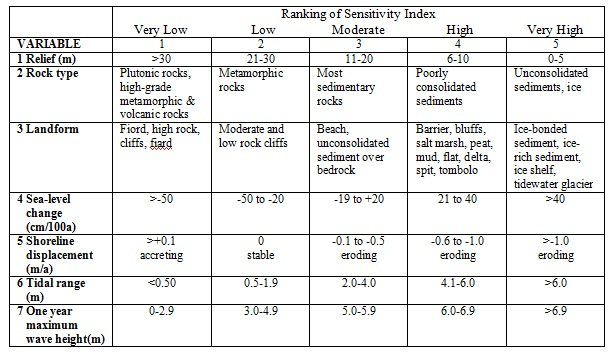 Ranking of Sensitivity Index
Very Low Low Moderate High Very High
VARIABLE 1 2 3 4 5
1 Relief (m) >30 21-30 11-20 6-10 0-5
2 Rock type Plutonic rocks, Metamorphic Most Poorly Unconsolidated
high-grade rocks sedimentary consolidated sediments, ice
metamorphic & rocks sediments
volcanic rocks
3 Landform Fiord, high rock, Moderate and Beach, Barrier, bluffs, Ice-bonded
cliffs, fiard low rock cliffs unconsolidated salt marsh, peat, sediment, ice-
sediment over mud, flat, delta, rich sediment,
bedrock spit, tombolo ice shelf,
tidewater glacier
4 Sea-level >-50 -50 to -20 -19 to +20 21 to 40 >40
change
(cm/100a)
5 Shoreline >+0.1 0 -0.1 to -0.5 -0.6 to -1.0 >-1.0
displacement accreting stable eroding eroding eroding
(m/a)
6 Tidal range <0.50 0.5-1.9 2.0-4.0 4.1-6.0 >6.0
(m)
7 One year 0-2.9 3.0-4.9 5.0-5.9 6.0-6.9 >6.9
maximum
wave height(m)